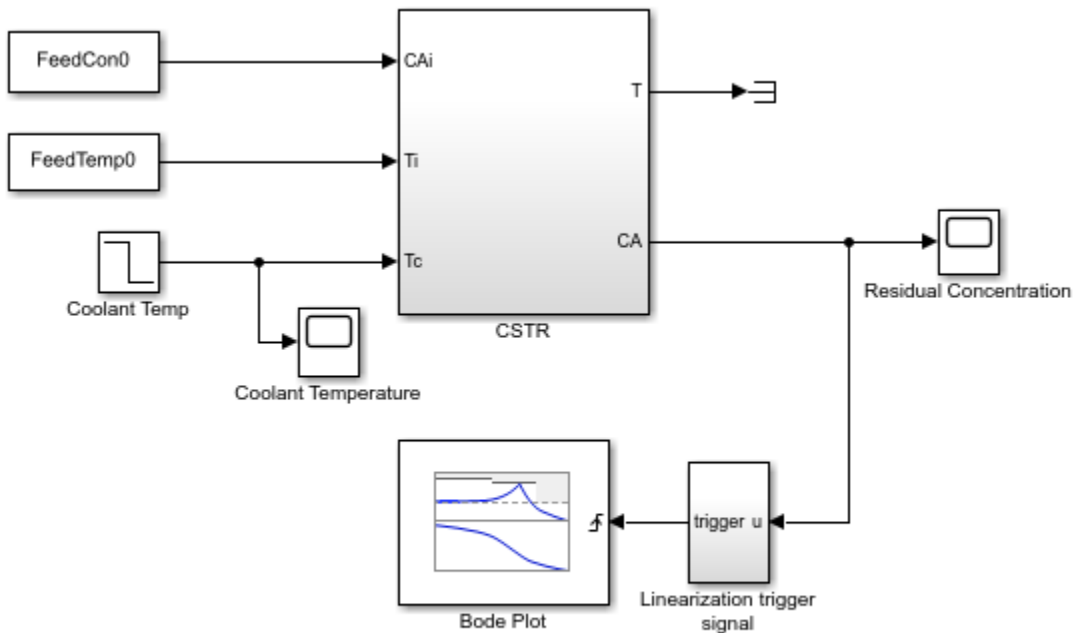 FeedCon0
CAi
T
FeedTemp0
Ti
CA
Tc
Coolant Temp
Residual Concentration
CSTR
Coolant Temperature
trigger u
Linearization trigger
signal
Bode Plot